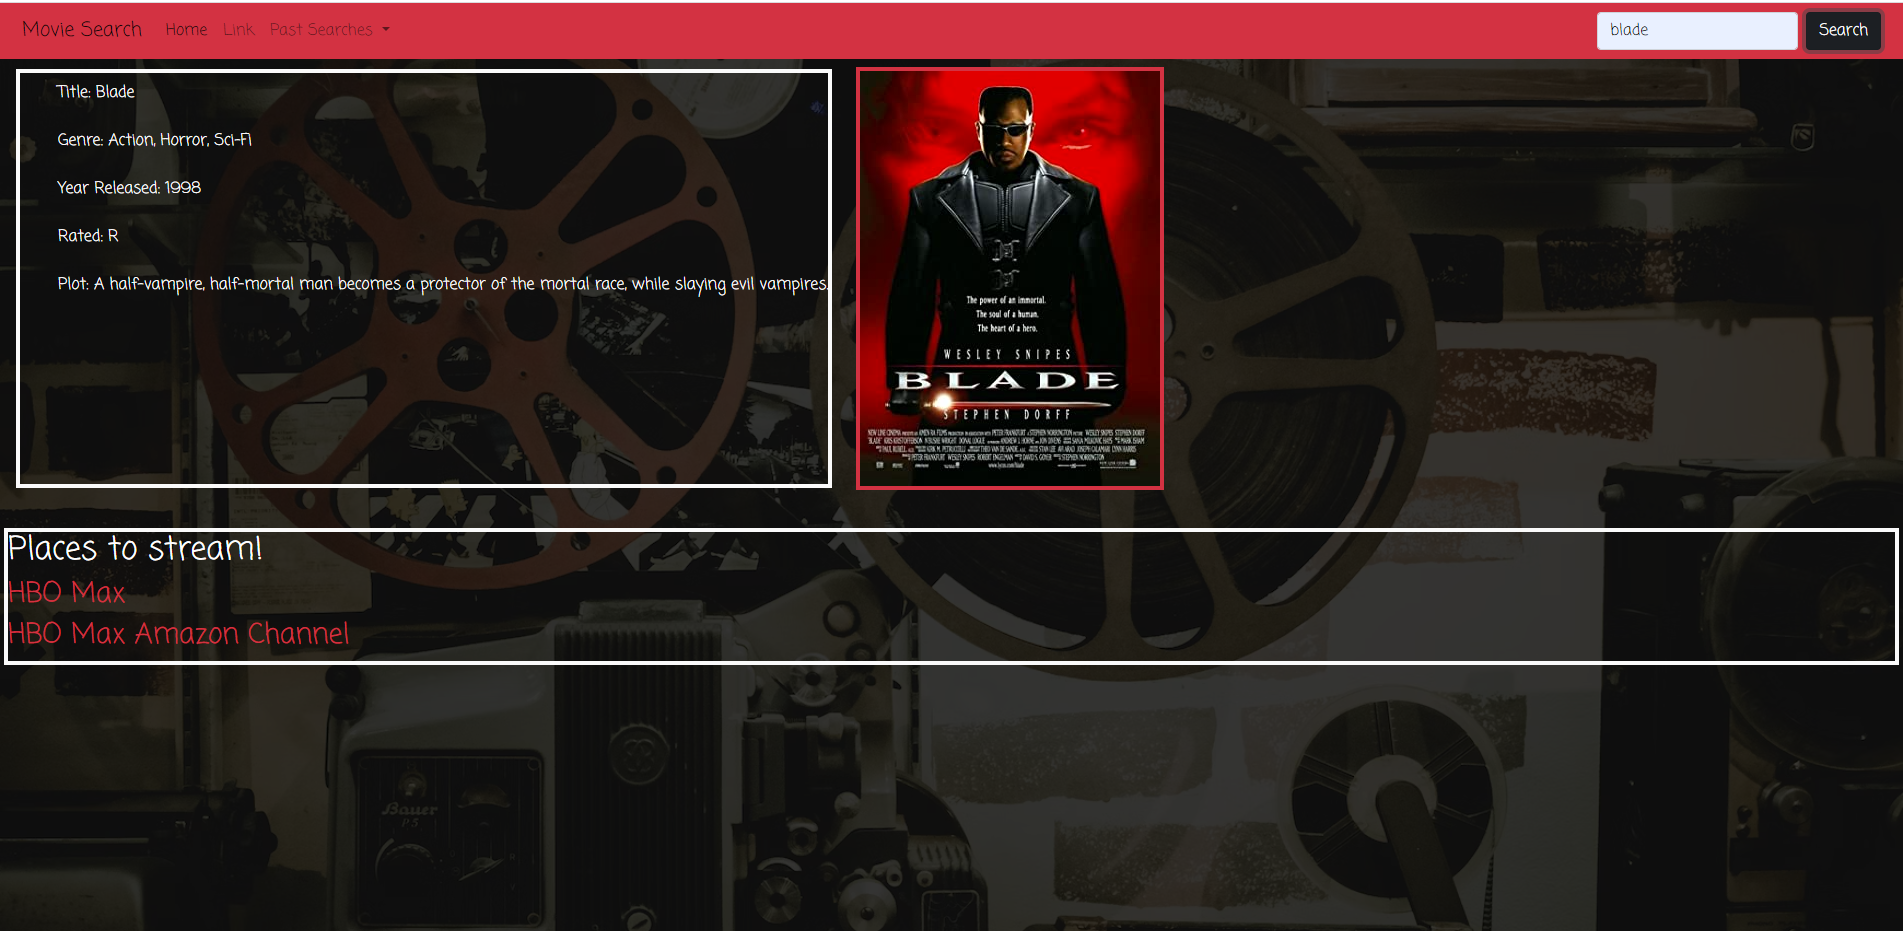 Movie Search Home Link Past Searches blade Search
Title: Blade
Genre: Action, Horror, Sci-Fi
Year Released: 1998
Rated: R
Plot: A half-vampire, half-mortal man becomes a protector of the mortal race, while slaying evil vampires.
The power of an immortal.
The soul of a human.
The heart of a hero.
WESLEY SNIPES
BLADE
STEPHEN DORFF
Places to stream!
HBO Max
HBO Max Amazon Channel
Bauer